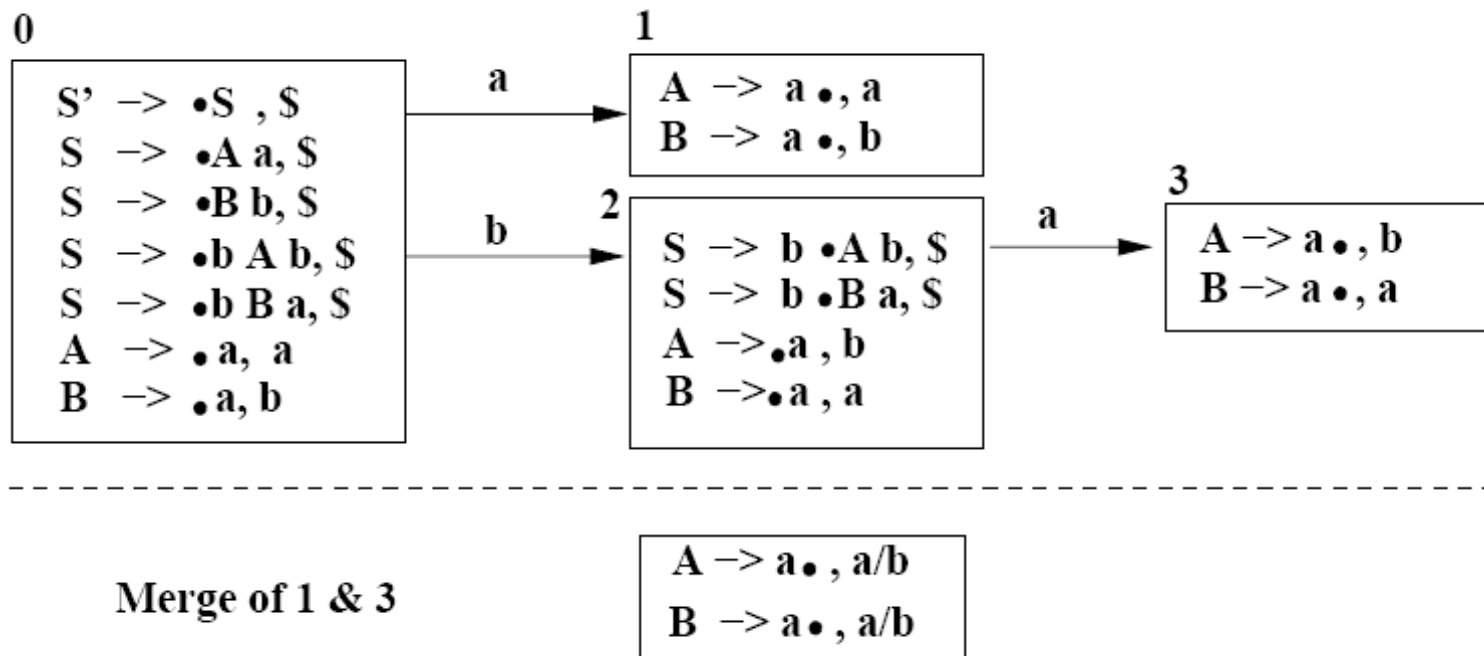 0
S’ –> •S , $
S –> •A a, $
S –> •B b, $
S –> •b A b, $
S –> •b B a, $
A –> •a, a
B –> •a, b
a
b
1
A –> a •, a
B –> a •, b
2
S –> b •A b, $
S –> b •B a, $
A –>•a , b
B –>•a , a
a
3
A –> a• , b
B –> a • , a
Merge of 1 & 3
A –> a• , a/b
B –> a• , a/b